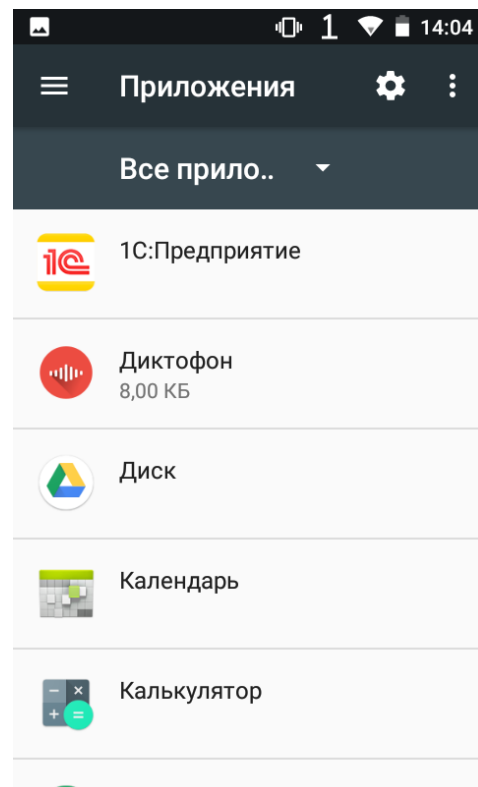 1 14:04
Приложения
Все прило..
1С:Предприятие
Диктофон
8,00 КБ
Диск
Календарь
Калькулятор